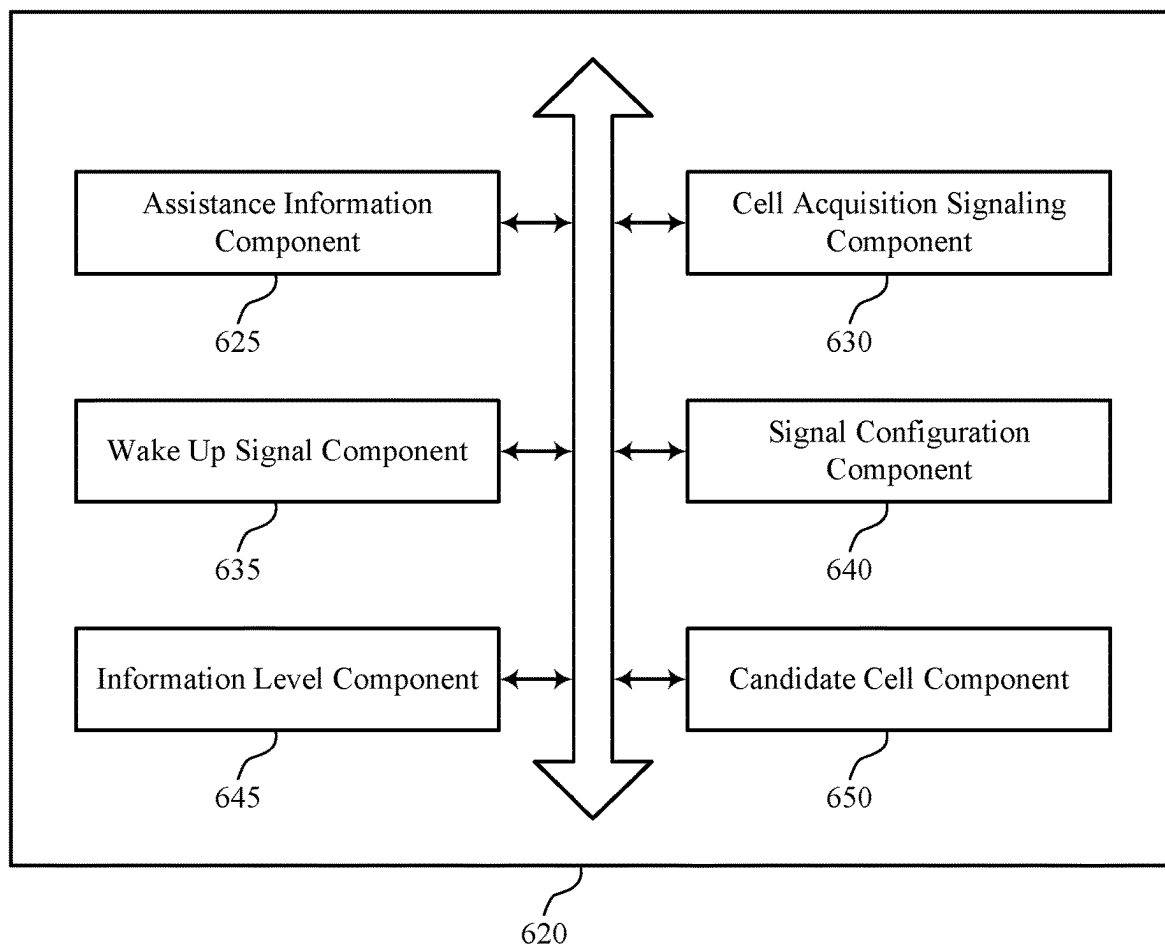 Assistance Information
Component
625
Cell Acquisition Signaling
Component
630
Wake Up Signal Component
635
Signal Configuration
Component
640
Information Level Component
645
Candidate Cell Component
650
620